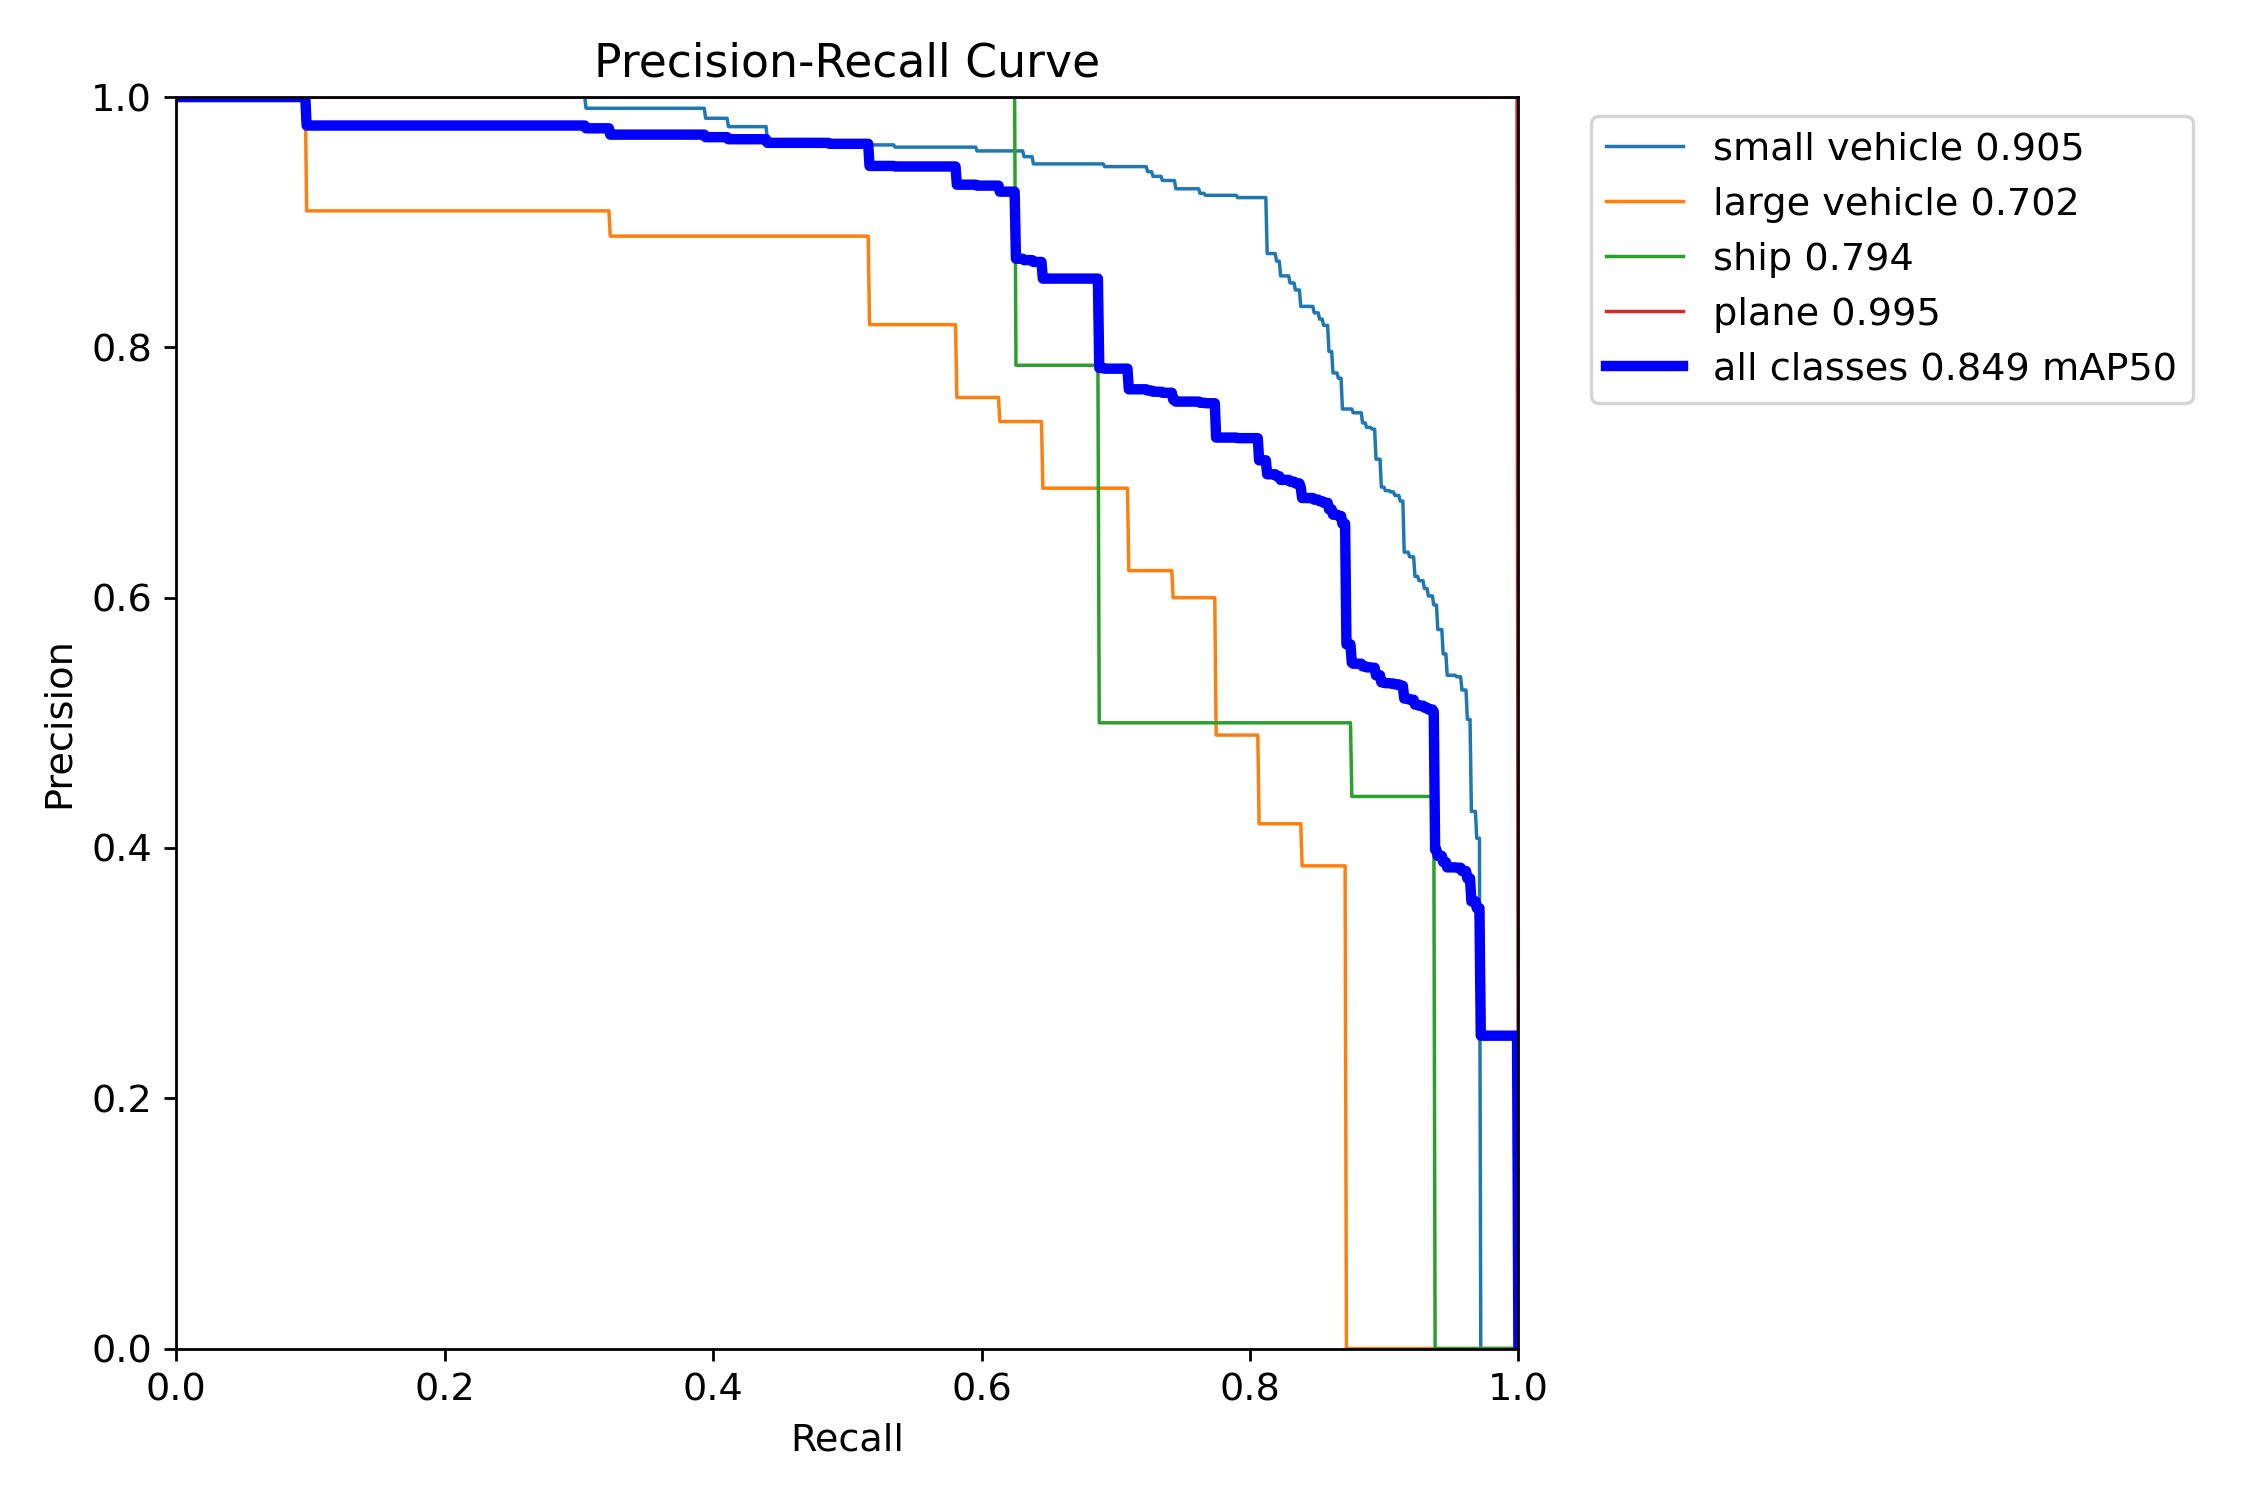 Precision-Recall Curve
1.0
0.8
0.6
0.4
0.2
0.0
Precision
0.0 0.2 0.4 0.6 0.8 1.0
Recall
small vehicle 0.905
large vehicle 0.702
ship 0.794
plane 0.995
all classes 0.849 mAP50